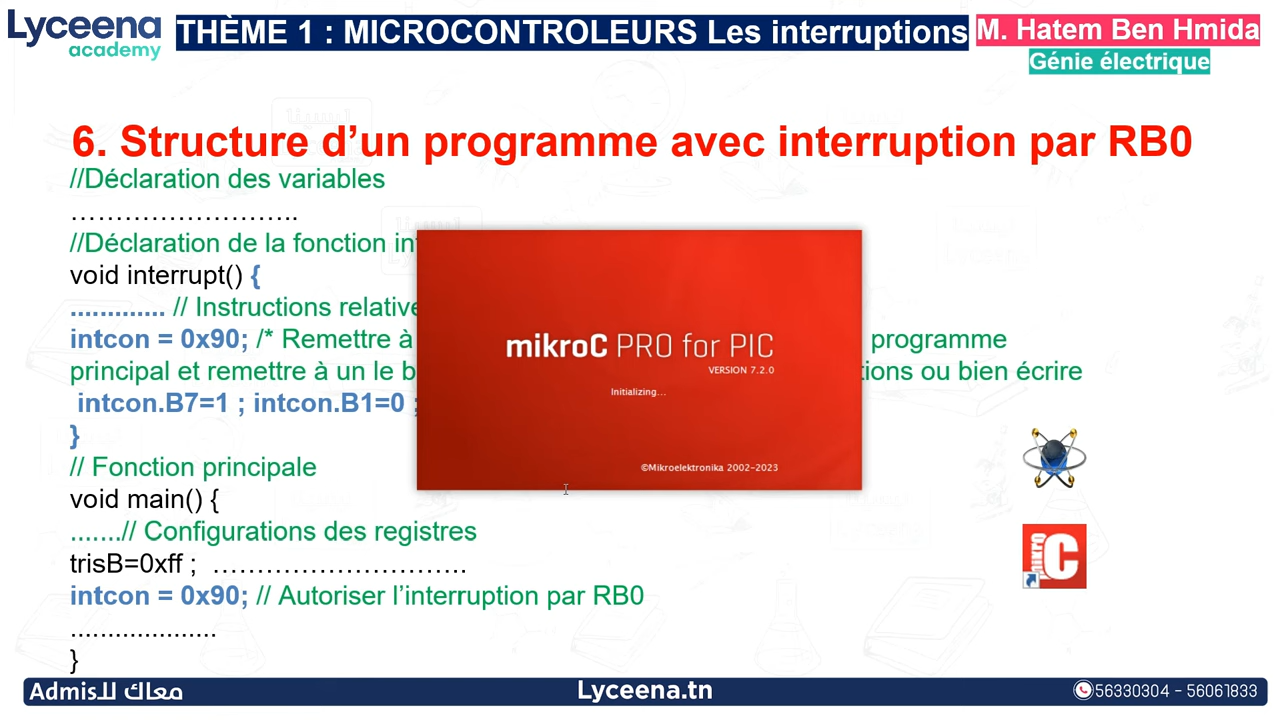 Lyceena
academy
THÈME 1 : MICROCONTROLEURS Les interruptions
M. Hatem Ben Hmida
Génie électrique
6. Structure d’un programme avec interruption par RB0
//Déclaration des variables
……………………..
//Déclaration de la fonction int
void interrupt() {
............. // Instructions relative
intcon = 0x90; /* Remettre à programme
principal et remettre à un le b tions ou bien écrire
intcon.B7=1 ; intcon.B1=0 ;
}
mikroC PRO for PIC
VERSION 7.2.0
Initializing...
©Mikroelektronika 2002-2023
// Fonction principale
void main() {
.......// Configurations des registres
trisB=0xff ; ……………………….
intcon = 0x90; // Autoriser l’interruption par RB0
....................
}
MIKRO C
Admis معاك للـ
Lyceena.tn
56330304 - 56061833